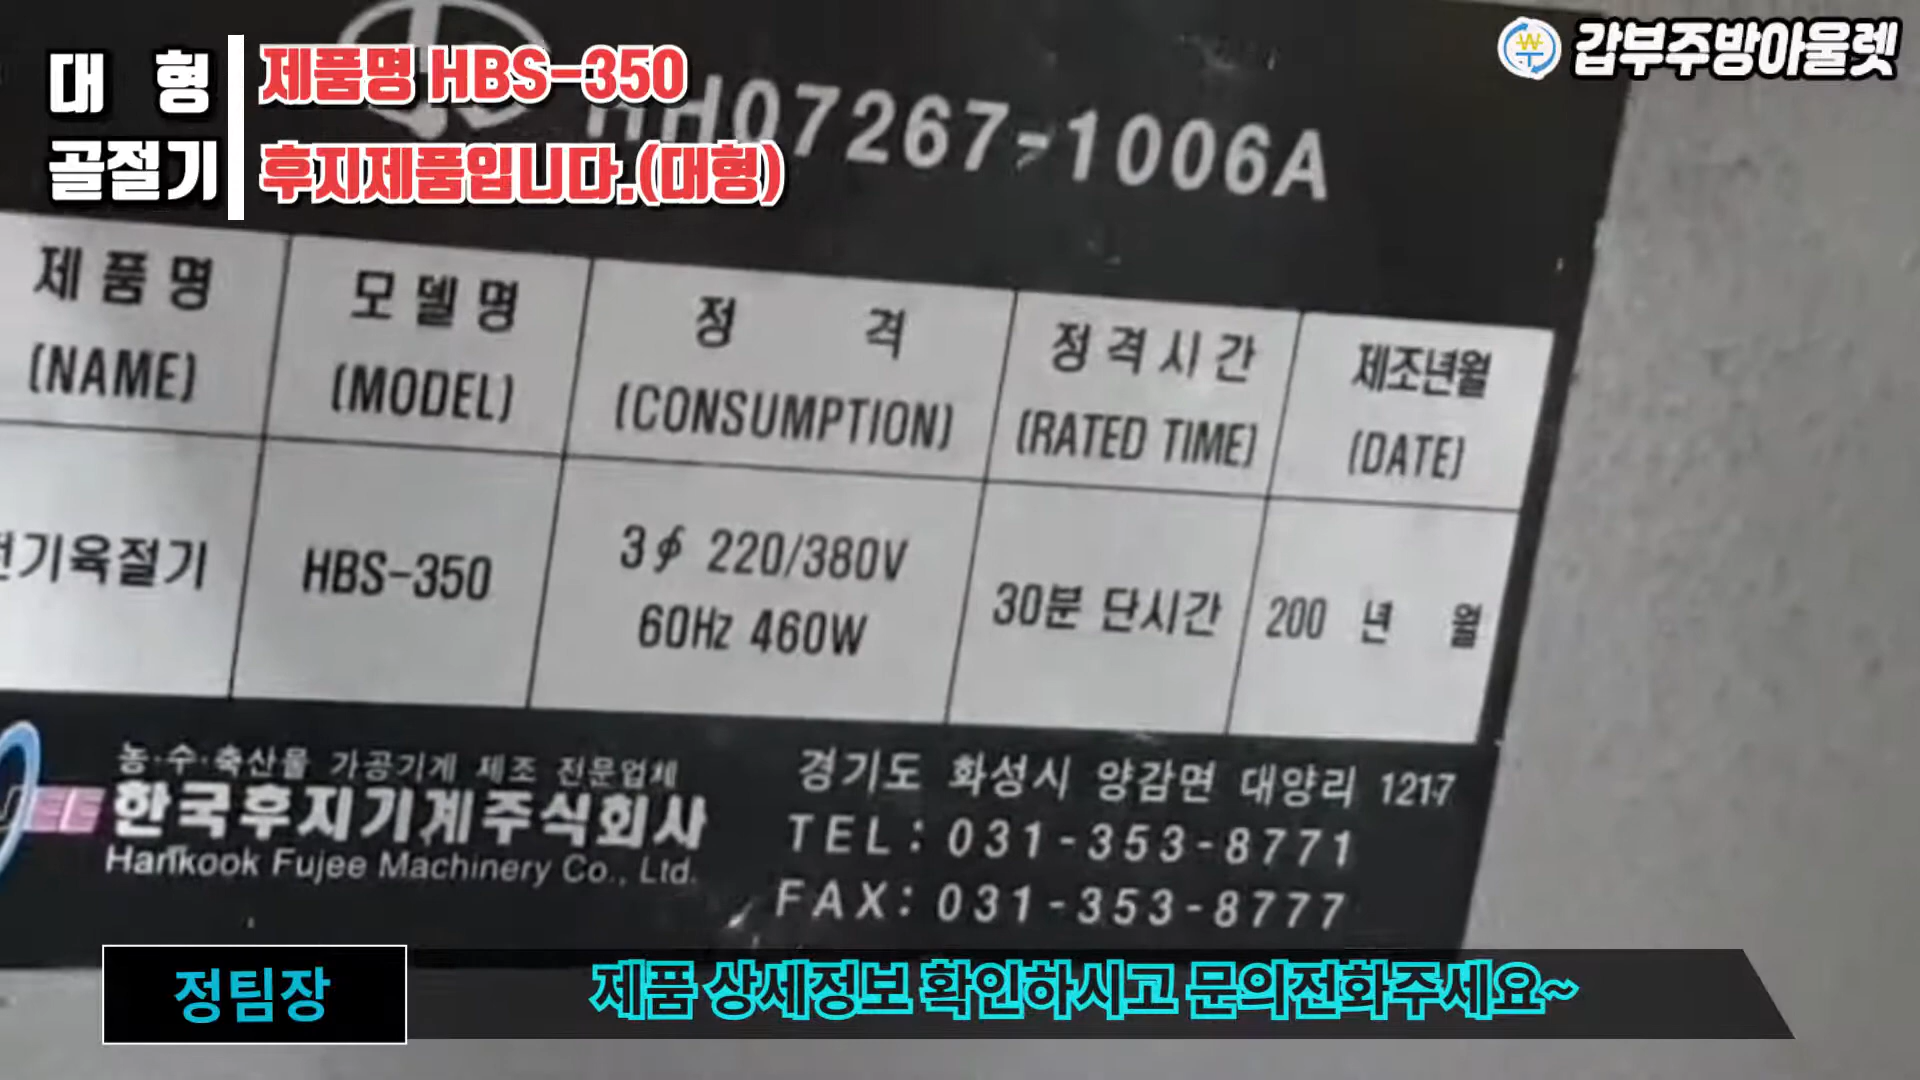 대 형
골절기
제품명 HBS-350
후지제품입니다.(대형)
갑부주방아울렛
HH07267-1006A
제품명 모델명 정 격 정격시간 제조년월
(NAME) (MODEL) (CONSUMPTION) (RATED TIME) (DATE)
전기육절기 HBS-350 3∮ 220/380V 30분 단시간 200 년 월
60Hz 460W
농·수·축산물 가공기계 제조 전문업체
한국후지기계주식회사
Hankook Fujee Machinery Co., Ltd.
경기도 화성시 양감면 대양리 1217
TEL: 031-353-8771
FAX: 031-353-8777
정팀장
제품 상세정보 확인하시고 문의전화주세요~